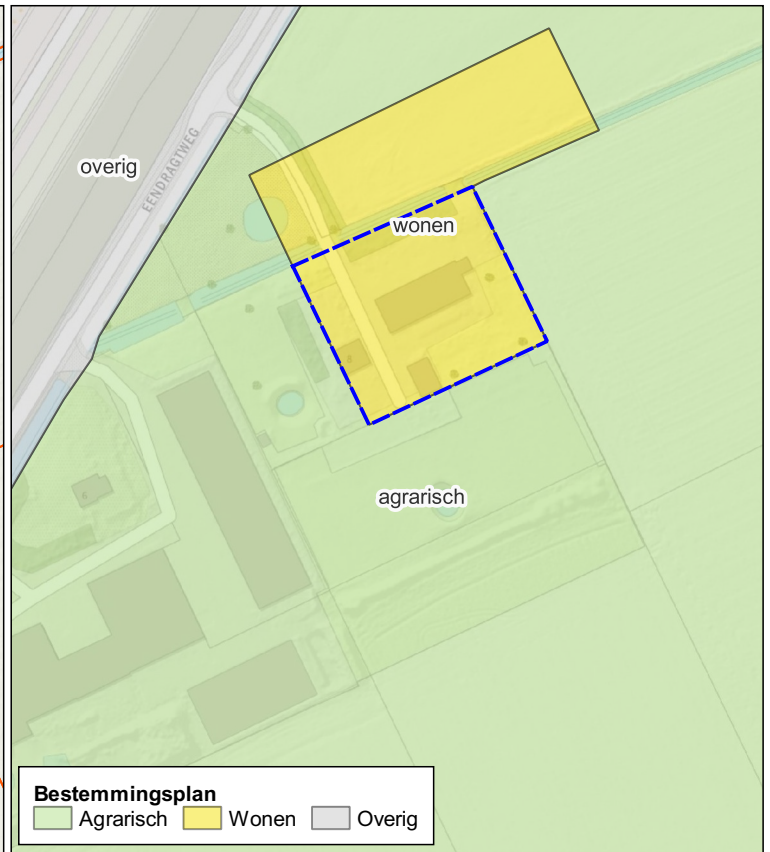 overig
EENDRAGTWEG
wonen
agrarisch
Bestemmingsplan
Agrarisch Wonen Overig